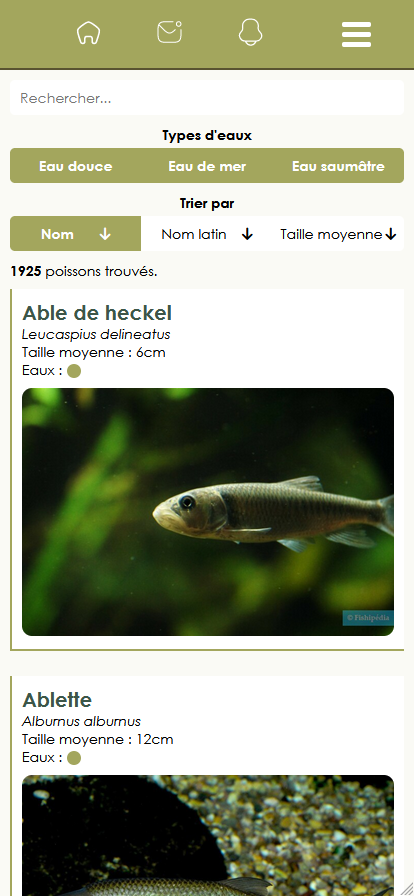 Rechercher...
Types d'eaux
Eau douce Eau de mer Eau saumâtre
Trier par
Nom ↓ Nom latin ↓ Taille moyenne ↓
1925 poissons trouvés.
Able de heckel
Leucaspius delineatus
Taille moyenne : 6cm
Eaux :
© Fishipédia
Ablette
Alburnus alburnus
Taille moyenne : 12cm
Eaux :